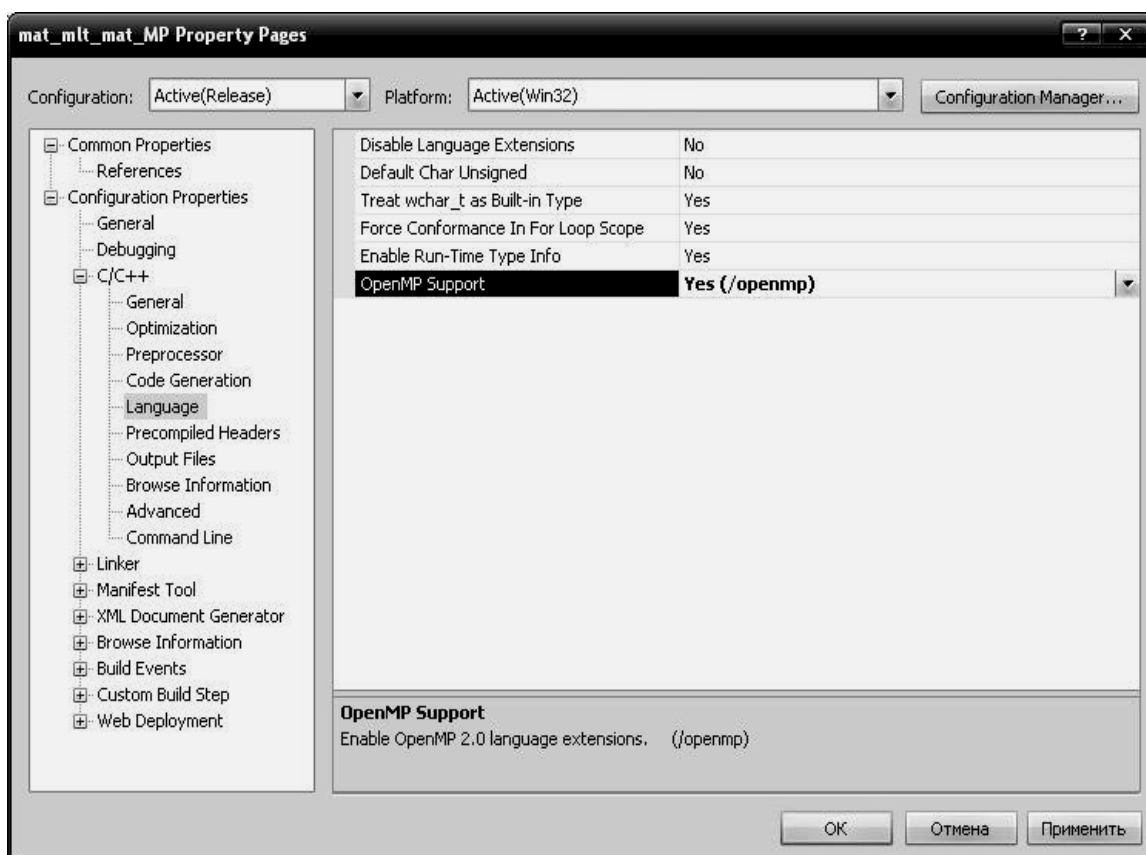 mat_mlt_mat_MP Property Pages
Configuration: Active(Release) Platform: Active(Win32) Configuration Manager...
Common Properties
References
Configuration Properties
General
Debugging
C/C++
General
Optimization
Preprocessor
Code Generation
Language
Precompiled Headers
Output Files
Browse Information
Advanced
Command Line
Linker
Manifest Tool
XML Document Generator
Browse Information
Build Events
Custom Build Step
Web Deployment
Disable Language Extensions No
Default Char Unsigned No
Treat wchar_t as Built-in Type Yes
Force Conformance In For Loop Scope Yes
Enable Run-Time Type Info Yes
OpenMP Support Yes (/openmp)
OpenMP Support
Enable OpenMP 2.0 language extensions. (/openmp)
OK Отмена Применить